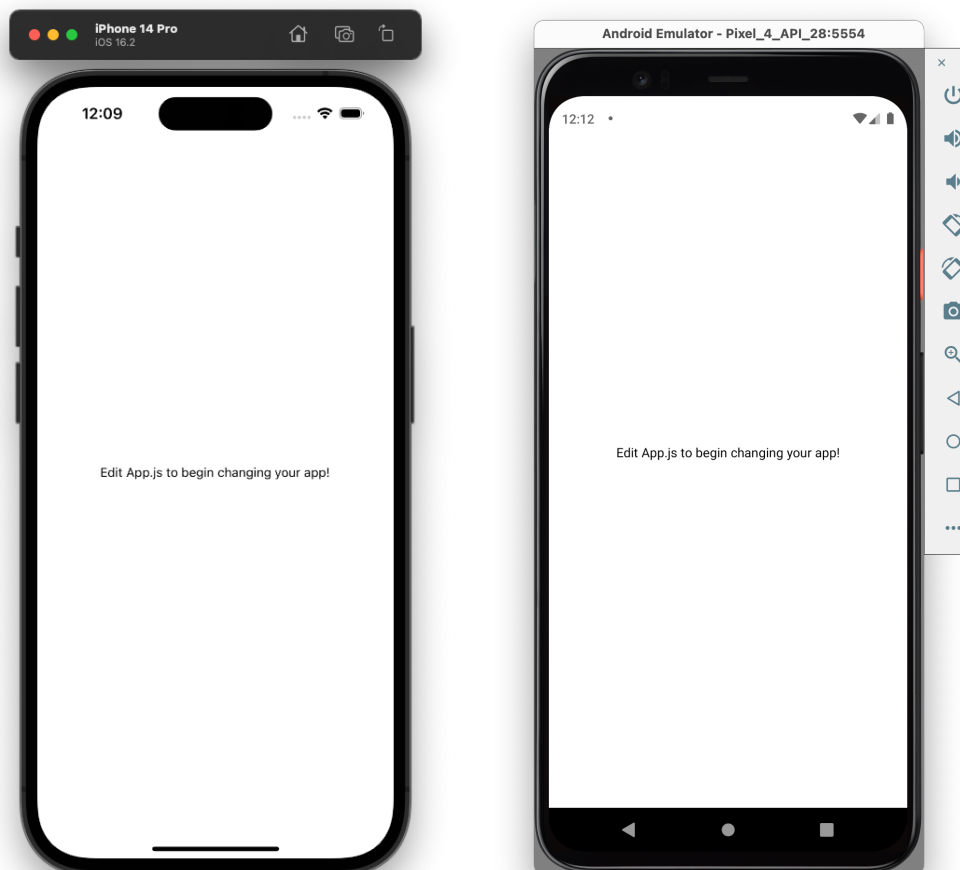 iPhone 14 Pro
iOS 16.2
12:09
Edit App.js to begin changing your app!
Android Emulator - Pixel_4_API_28:5554
12:12
Edit App.js to begin changing your app!